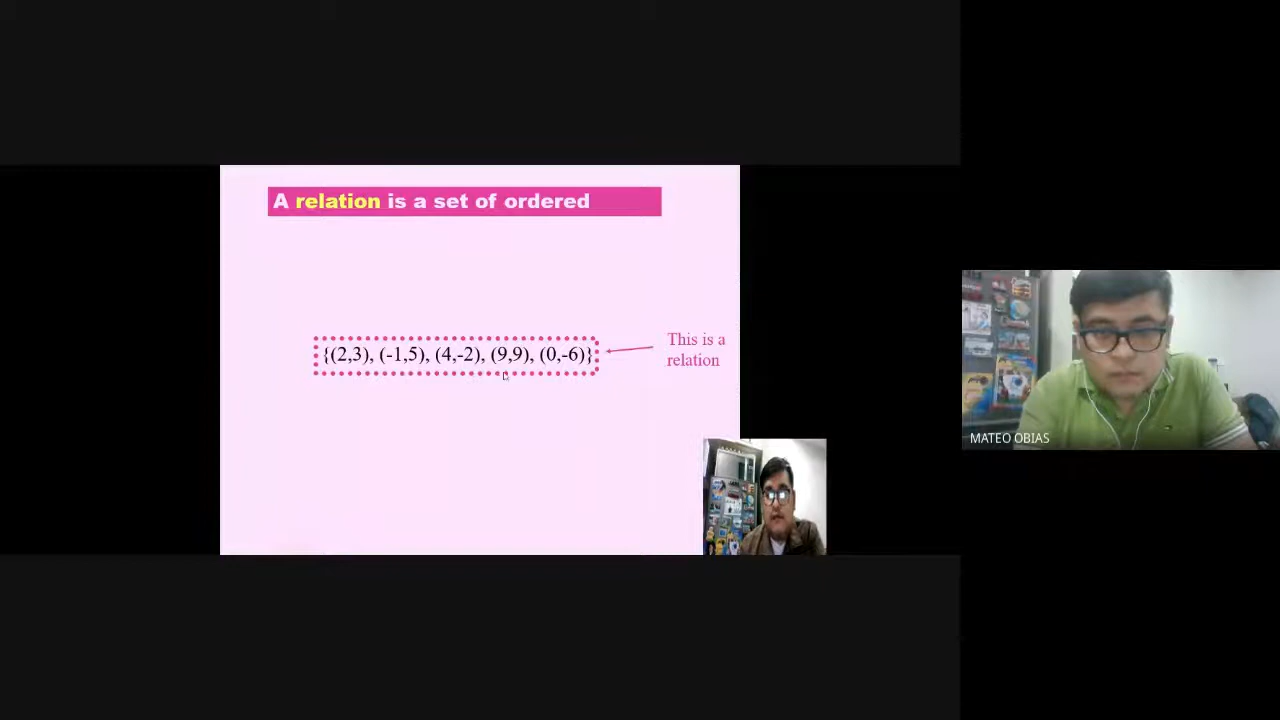 A relation is a set of ordered
{(2,3), (-1,5), (4,-2), (9,9), (0,-6)}
This is a
relation
MATEO OBIAS